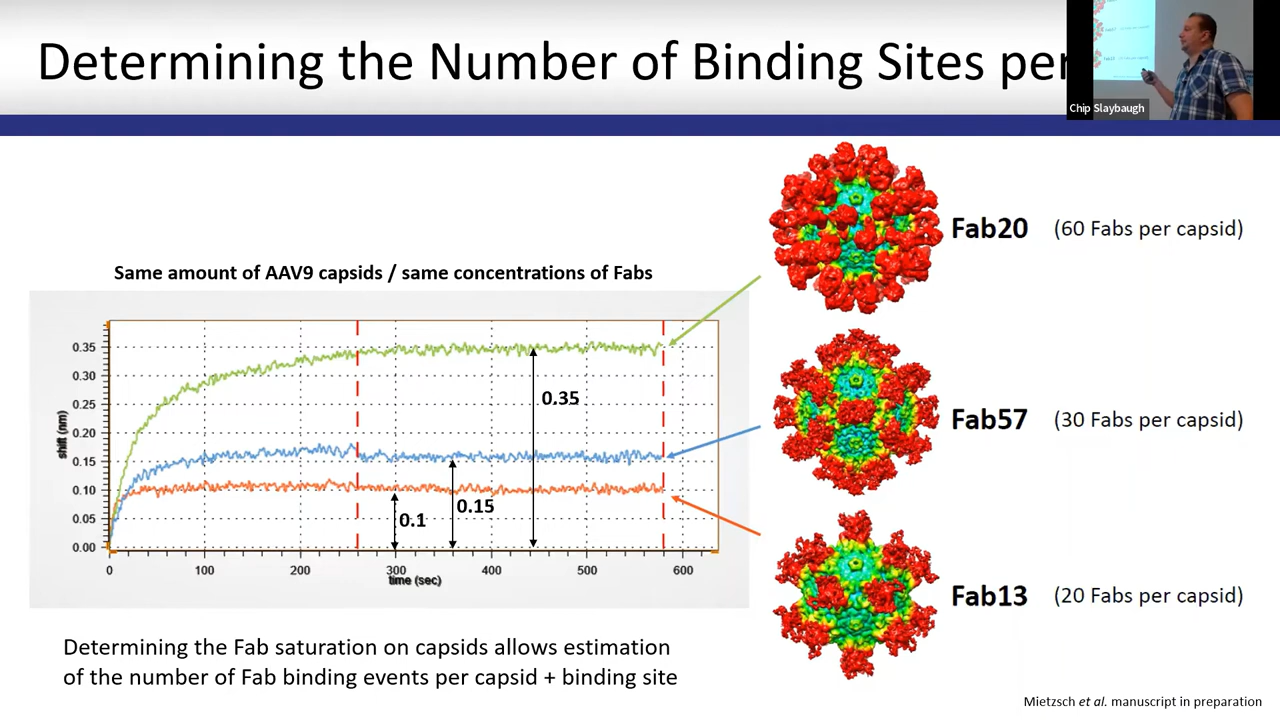 Determining the Number of Binding Sites per
Chip Slaybaugh
Fab20 (60 Fabs per capsid)
Same amount of AAV9 capsids / same concentrations of Fabs
0.35
0.30
0.25
0.20
0.15
0.10
0.05
0.00
shift (nm)
0.35
0.15
0.1
0 100 200 300 400 500 600
time (sec)
Fab57 (30 Fabs per capsid)
Fab13 (20 Fabs per capsid)
Determining the Fab saturation on capsids allows estimation
of the number of Fab binding events per capsid + binding site
Mietzsch et al. manuscript in preparation